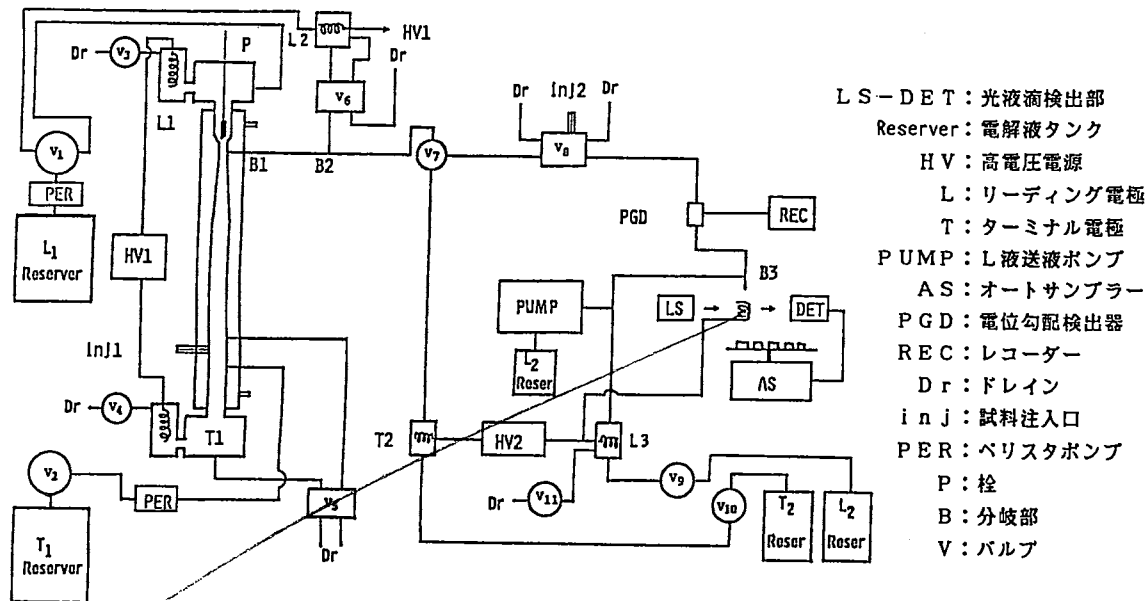 L2
HV1
Dr
V3
P
Dr
L1
V6
V1
PER
L1
Reserver
HV1
B1
B2
V7
Dr
inJ2
Dr
V8
PGD
REC
B3
PUMP
LS
DET
L2
Reser
AS
inJ1
Dr
V4
T1
V2
PER
T1
Reserver
V5
Dr
T2
HV2
L3
Dr
V11
V9
V10
T2
Reser
L2
Reser
LS-DET:光液滴検出部
Reserver:電解液タンク
HV:高電圧電源
L:リーディング電極
T:ターミナル電極
PUMP:L液送液ポンプ
AS:オートサンプラー
PGD:電位勾配検出器
REC:レコーダー
Dr:ドレイン
inj:試料注入口
PER:ペリスタポンプ
P:栓
B:分岐部
V:バルブ